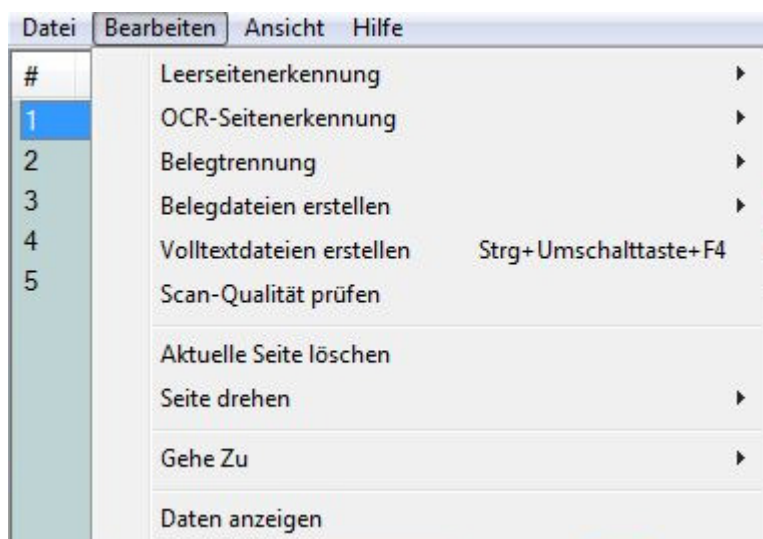 Datei Bearbeiten Ansicht Hilfe
#
1
2
3
4
5
Leerseitenerkennung
OCR-Seitenerkennung
Belegtrennung
Belegdateien erstellen
Volltextdateien erstellen Strg+Umschalttaste+F4
Scan-Qualität prüfen
Aktuelle Seite löschen
Seite drehen
Gehe Zu
Daten anzeigen